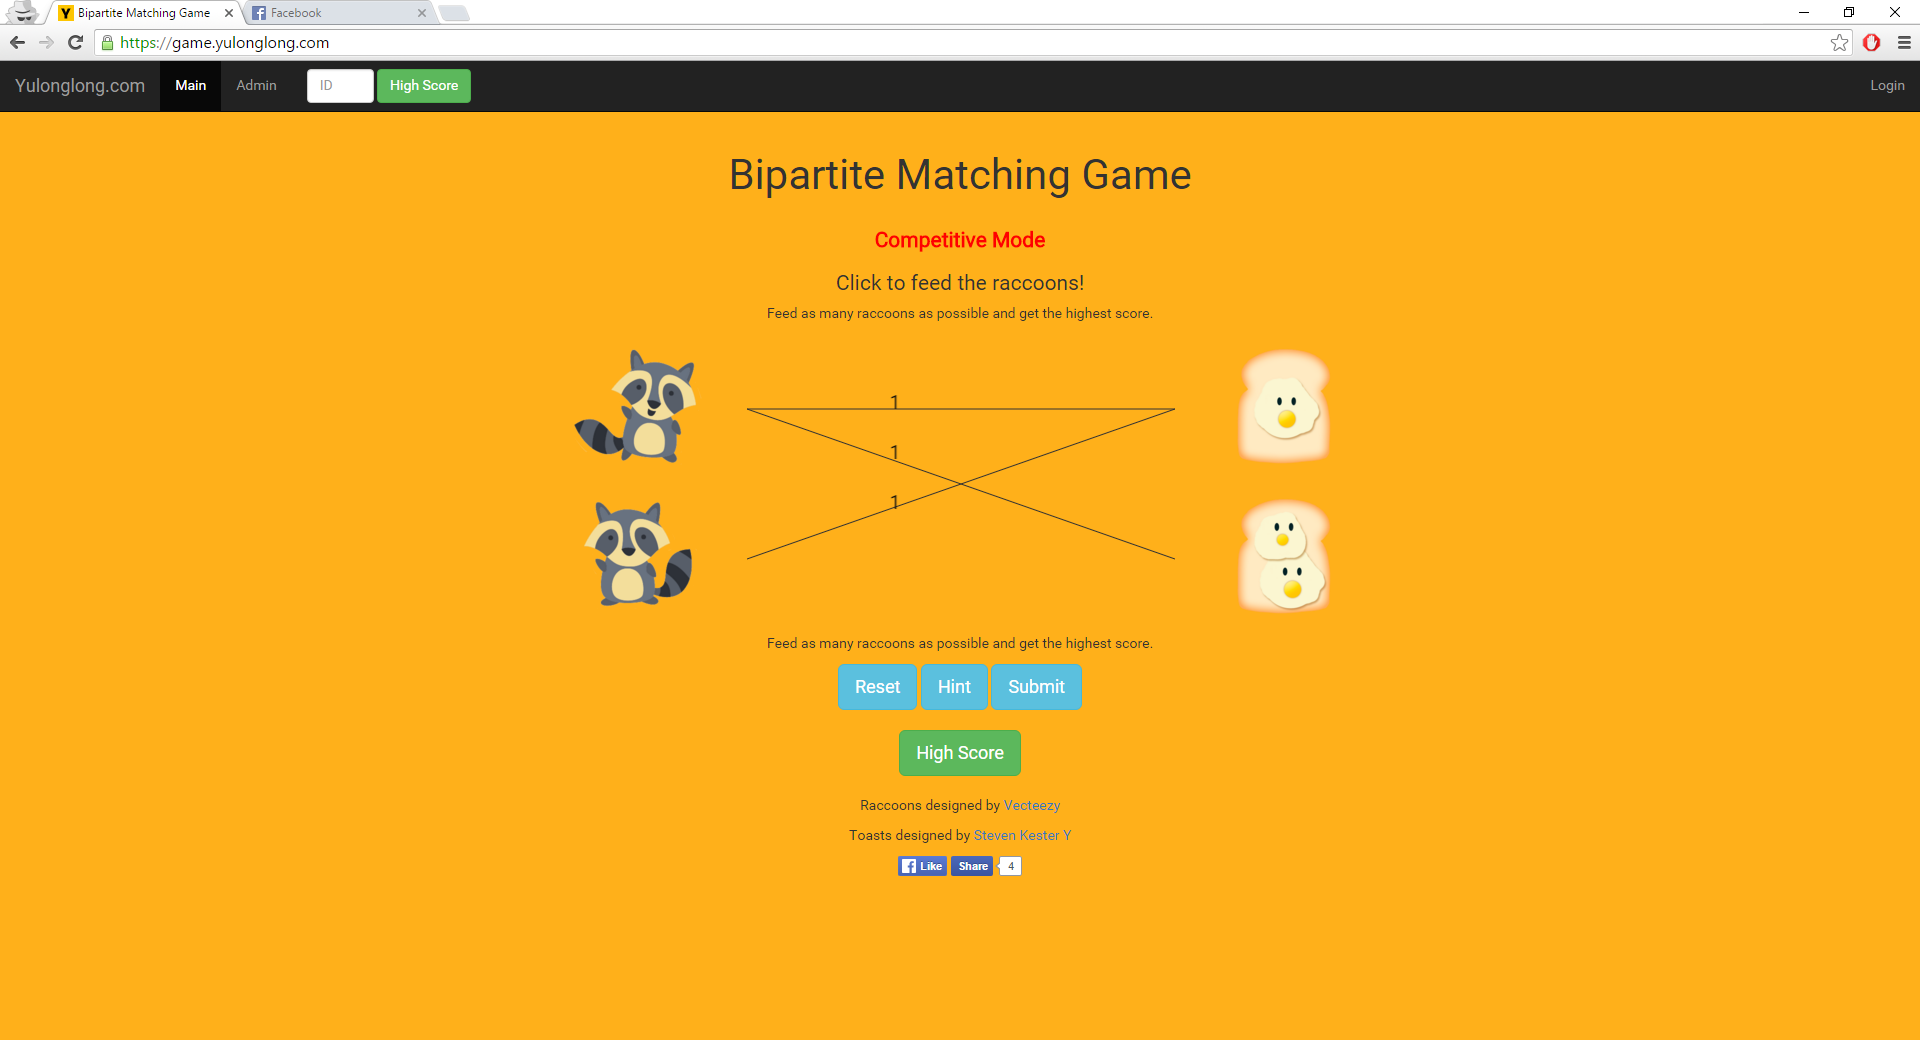 Bipartite Matching Game
Facebook
https://game.yulonglong.com
Yulonglong.com Main Admin ID High Score Login
Bipartite Matching Game
Competitive Mode
Click to feed the raccoons!
Feed as many raccoons as possible and get the highest score.
1
1
1
Feed as many raccoons as possible and get the highest score.
Reset Hint Submit
High Score
Raccoons designed by Vecteezy
Toasts designed by Steven Kester Y
Like Share 4